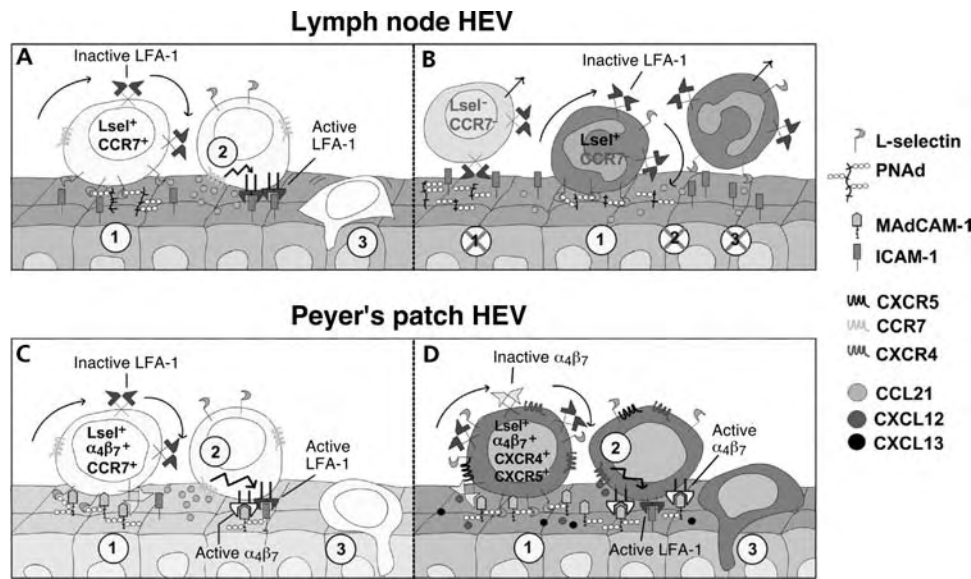 Lymph node HEV
A
Inactive LFA-1
Lsel+
CCR7+
2
Active
LFA-1
1
3
B
Inactive LFA-1
Lsel-
CCR7-
Lsel+
CCR7-
1
1
2
3
Peyer's patch HEV
C
Inactive LFA-1
Lsel+
α4β7+
CCR7+
2
Active
LFA-1
1
Active α4β7
3
D
Inactive α4β7
Lsel+
α4β7+
CXCR4+
CXCR5+
2
Active
α4β7
1
Active LFA-1
3
L-selectin
PNAd
MAdCAM-1
ICAM-1
CXCR5
CCR7
CXCR4
CCL21
CXCL12
CXCL13